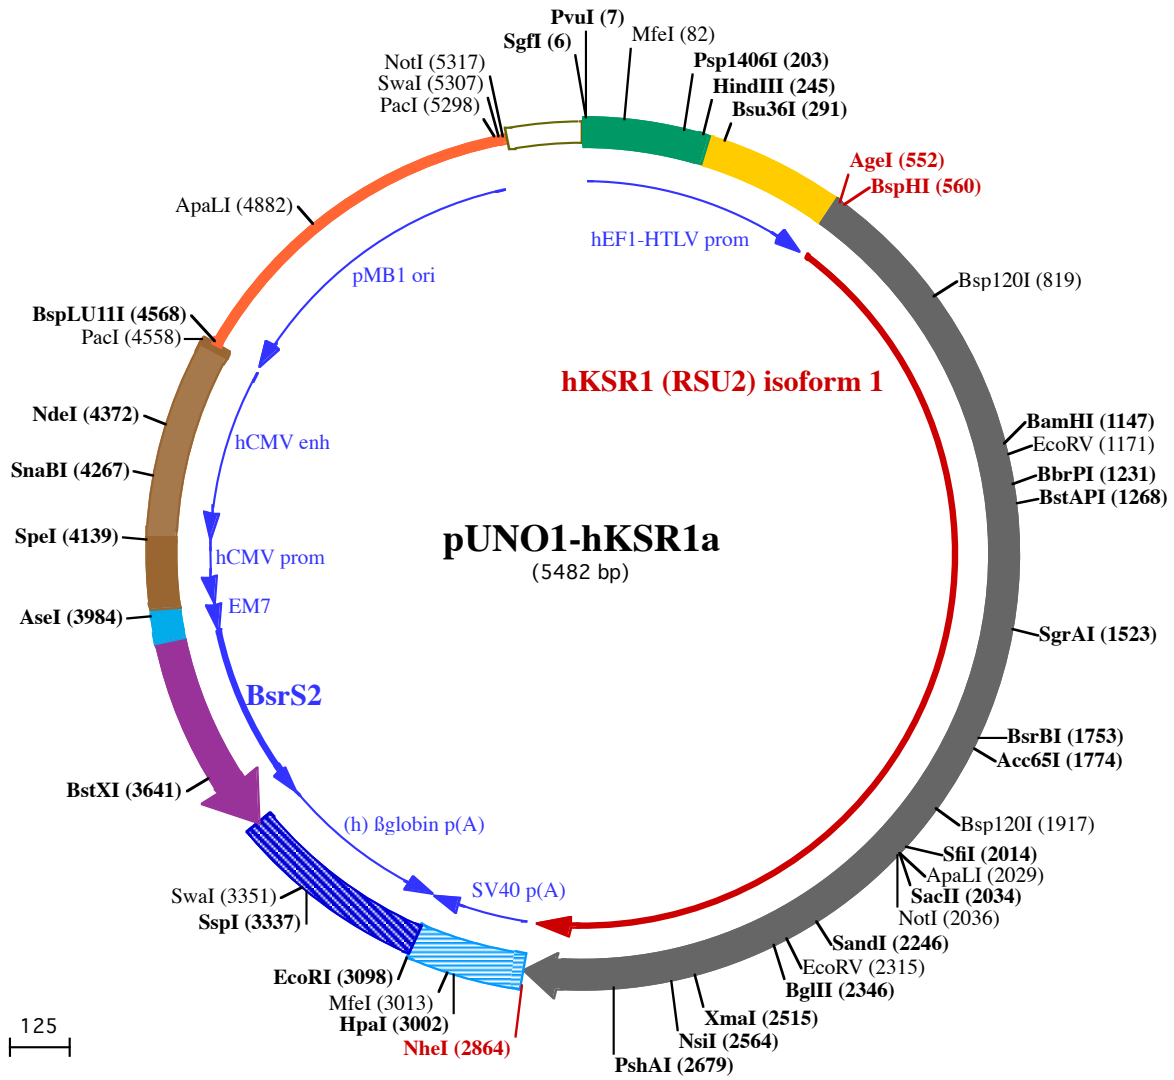 PvuI (7)
SgfI (6)
MfeI (82)
Psp1406I (203)
HindIII (245)
Bsu36I (291)
NotI (5317)
SwaI (5307)
PacI (5298)
AgeI (552)
BspHI (560)
ApaLI (4882)
hEF1-HTLV prom
pMB1 ori
Bsp120I (819)
BspLU11I (4568)
PacI (4558)
hKSR1 (RSU2) isoform 1
NdeI (4372)
hCMV enh
BamHI (1147)
EcoRV (1171)
SnaBI (4267)
BbrPI (1231)
BstAPI (1268)
SpeI (4139)
pUNO1-hKSR1a
(5482 bp)
hCMV prom
EM7
AseI (3984)
SgrAI (1523)
BsrS2
BsrBI (1753)
Acc65I (1774)
BstXI (3641)
(h) ßglobin p(A)
Bsp120I (1917)
SfiI (2014)
ApaLI (2029)
SacII (2034)
NotI (2036)
SwaI (3351)
SspI (3337)
SV40 p(A)
SandI (2246)
EcoRV (2315)
BglII (2346)
EcoRI (3098)
MfeI (3013)
HpaI (3002)
NheI (2864)
XmaI (2515)
NsiI (2564)
PshAI (2679)
125